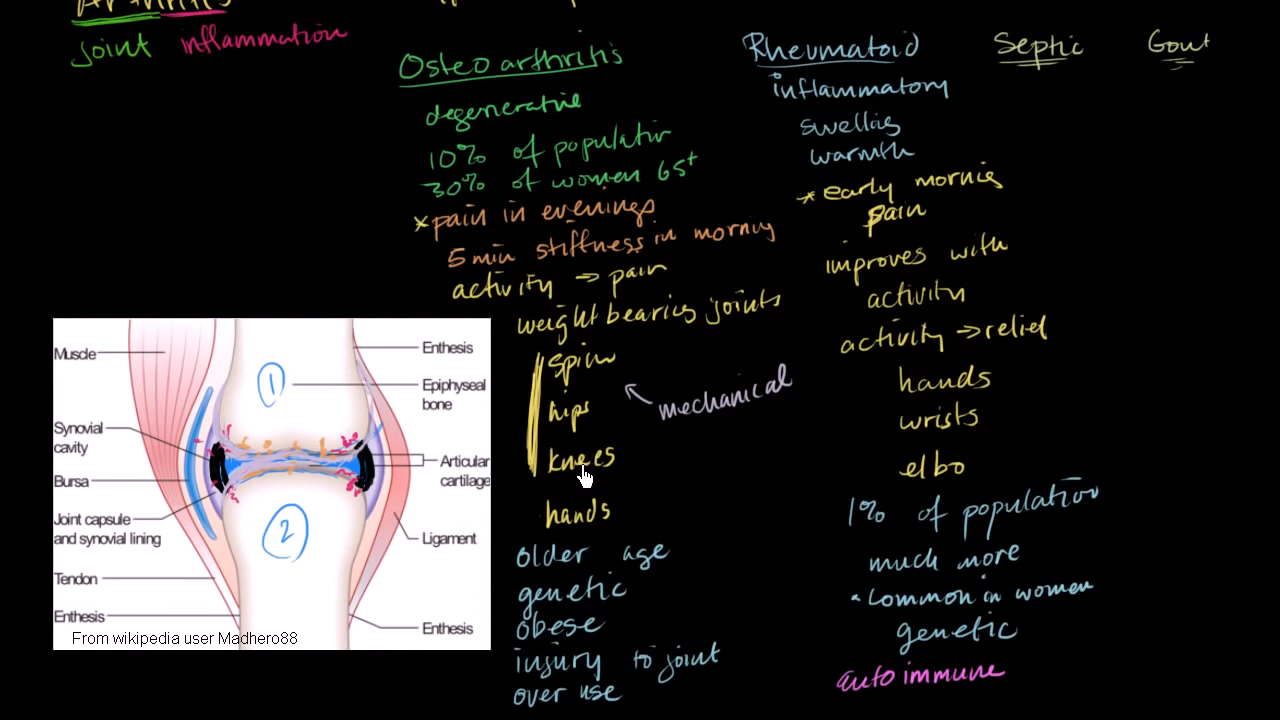 Arthritis
joint inflammation
Osteoarthritis
degenerative
10% of population
30% of women 65+
*pain in evenings
5 min stiffness in morning
activity → pain
weight bearing joints
spine
hips
knees
hands
mechanical
older age
genetic
obese
injury to joint
over use
Rheumatoid
inflammatory
swelling
warmth
*early morning
pain
improves with
activity
activity → relief
hands
wrists
elbo
1% of population
much more
common in women
genetic
autoimmune
Septic
Gout
Muscle
Synovial
cavity
Bursa
Joint capsule
and synovial lining
Tendon
Enthesis
From wikipedia user Madhero88
1
2
Enthesis
Epiphyseal
bone
Articular
cartilage
Ligament
Enthesis